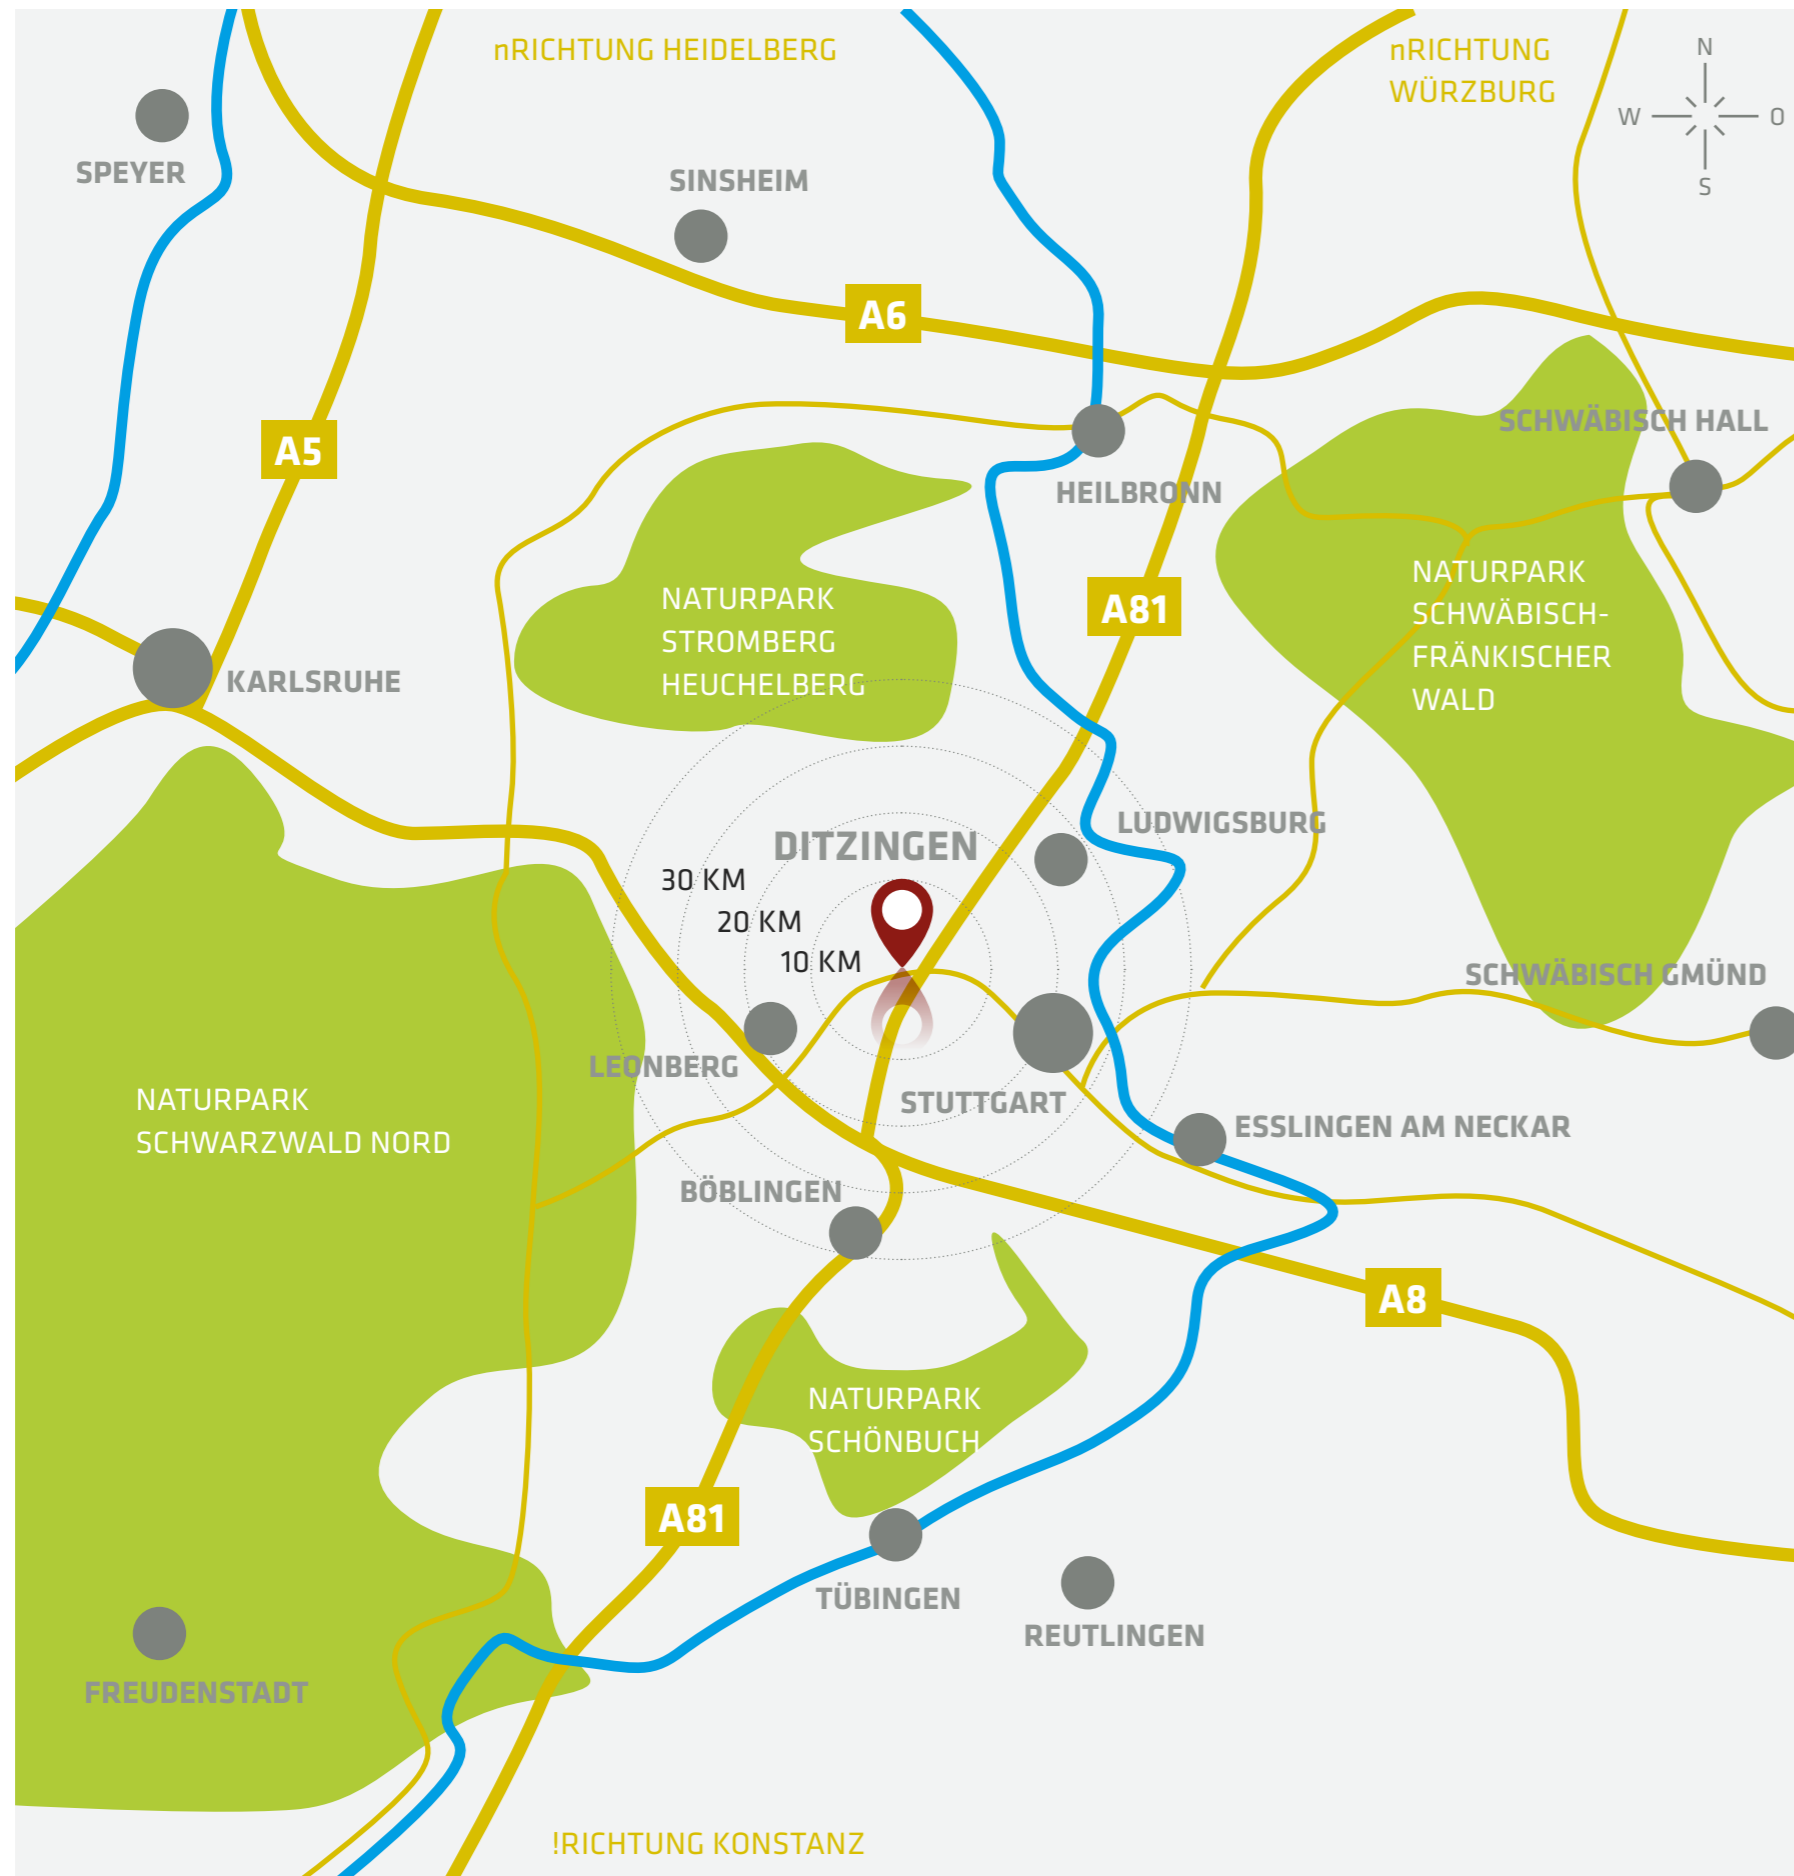 nRICHTUNG HEIDELBERG
nRICHTUNG
WÜRZBURG
N
W
O
S
SPEYER
SINSHEIM
A6
SCHWÄBISCH HALL
A5
HEILBRONN
NATURPARK
STROMBERG
HEUCHELBERG
A81
NATURPARK
SCHWÄBISCH-
FRÄNKISCHER
WALD
KARLSRUHE
LUDWIGSBURG
DITZINGEN
30 KM
20 KM
10 KM
SCHWÄBISCH GMÜND
LEONBERG
STUTTGART
NATURPARK
SCHWARZWALD NORD
ESSLINGEN AM NECKAR
BÖBLINGEN
A8
NATURPARK
SCHÖNBUCH
A81
TÜBINGEN
REUTLINGEN
FREUDENSTADT
!RICHTUNG KONSTANZ